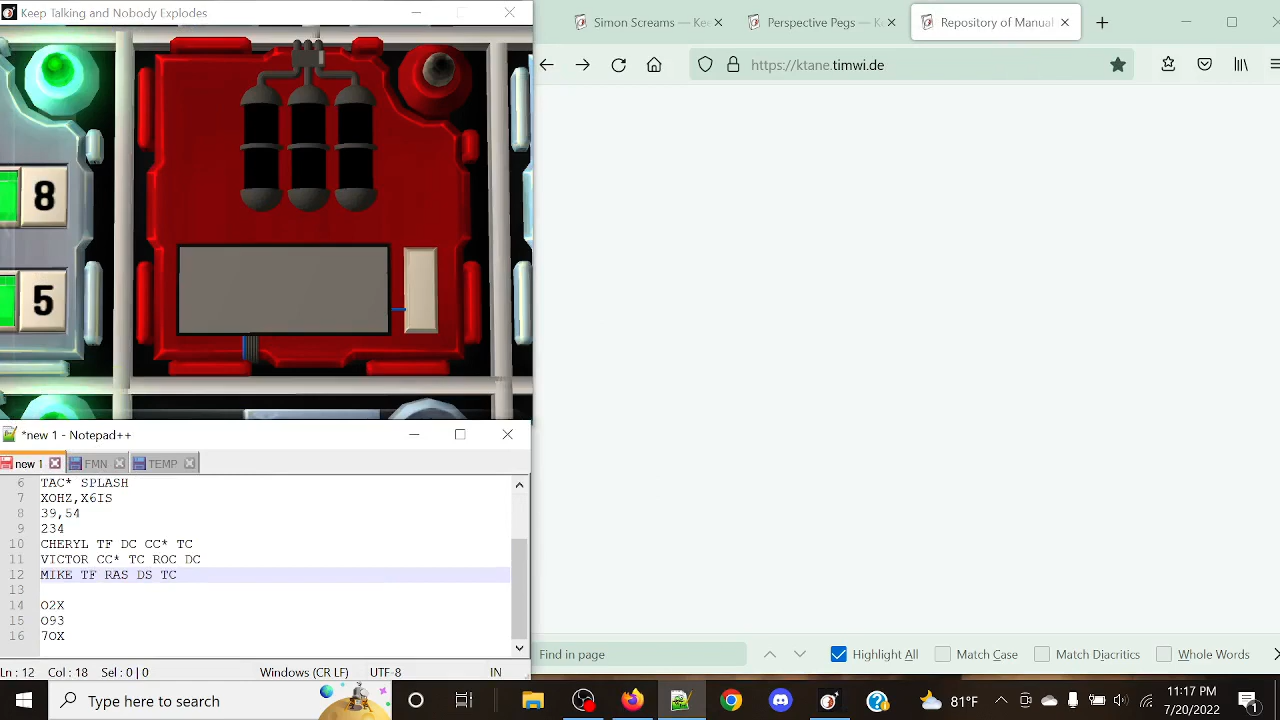 Keep Talking and Nobody Explodes
8
5
Simon Screams — Ke
Perspective Pegs — K
Repository of Manual
https://ktane.timwi.de
*new 1 - Notepad++
new 1
FMN
TEMP
6 TAC* SPLASH
7 XOHZ,X6IS
8 39,54
9 234
10 CHERYL TF DC CC* TC
11 VICTOR CC* TC ROC DC
12 MIKE TF RAS DS TC
13
14 O2X
15 O93
16 7OX
Ln : 12 Col : 18 Sel : 0 | 0
Windows (CR LF)
UTF-8
IN
Find in page
Highlight All
Match Case
Match Diacritics
Whole Words
Type here to search
81°F
11:17 PM
7/20/2022
1